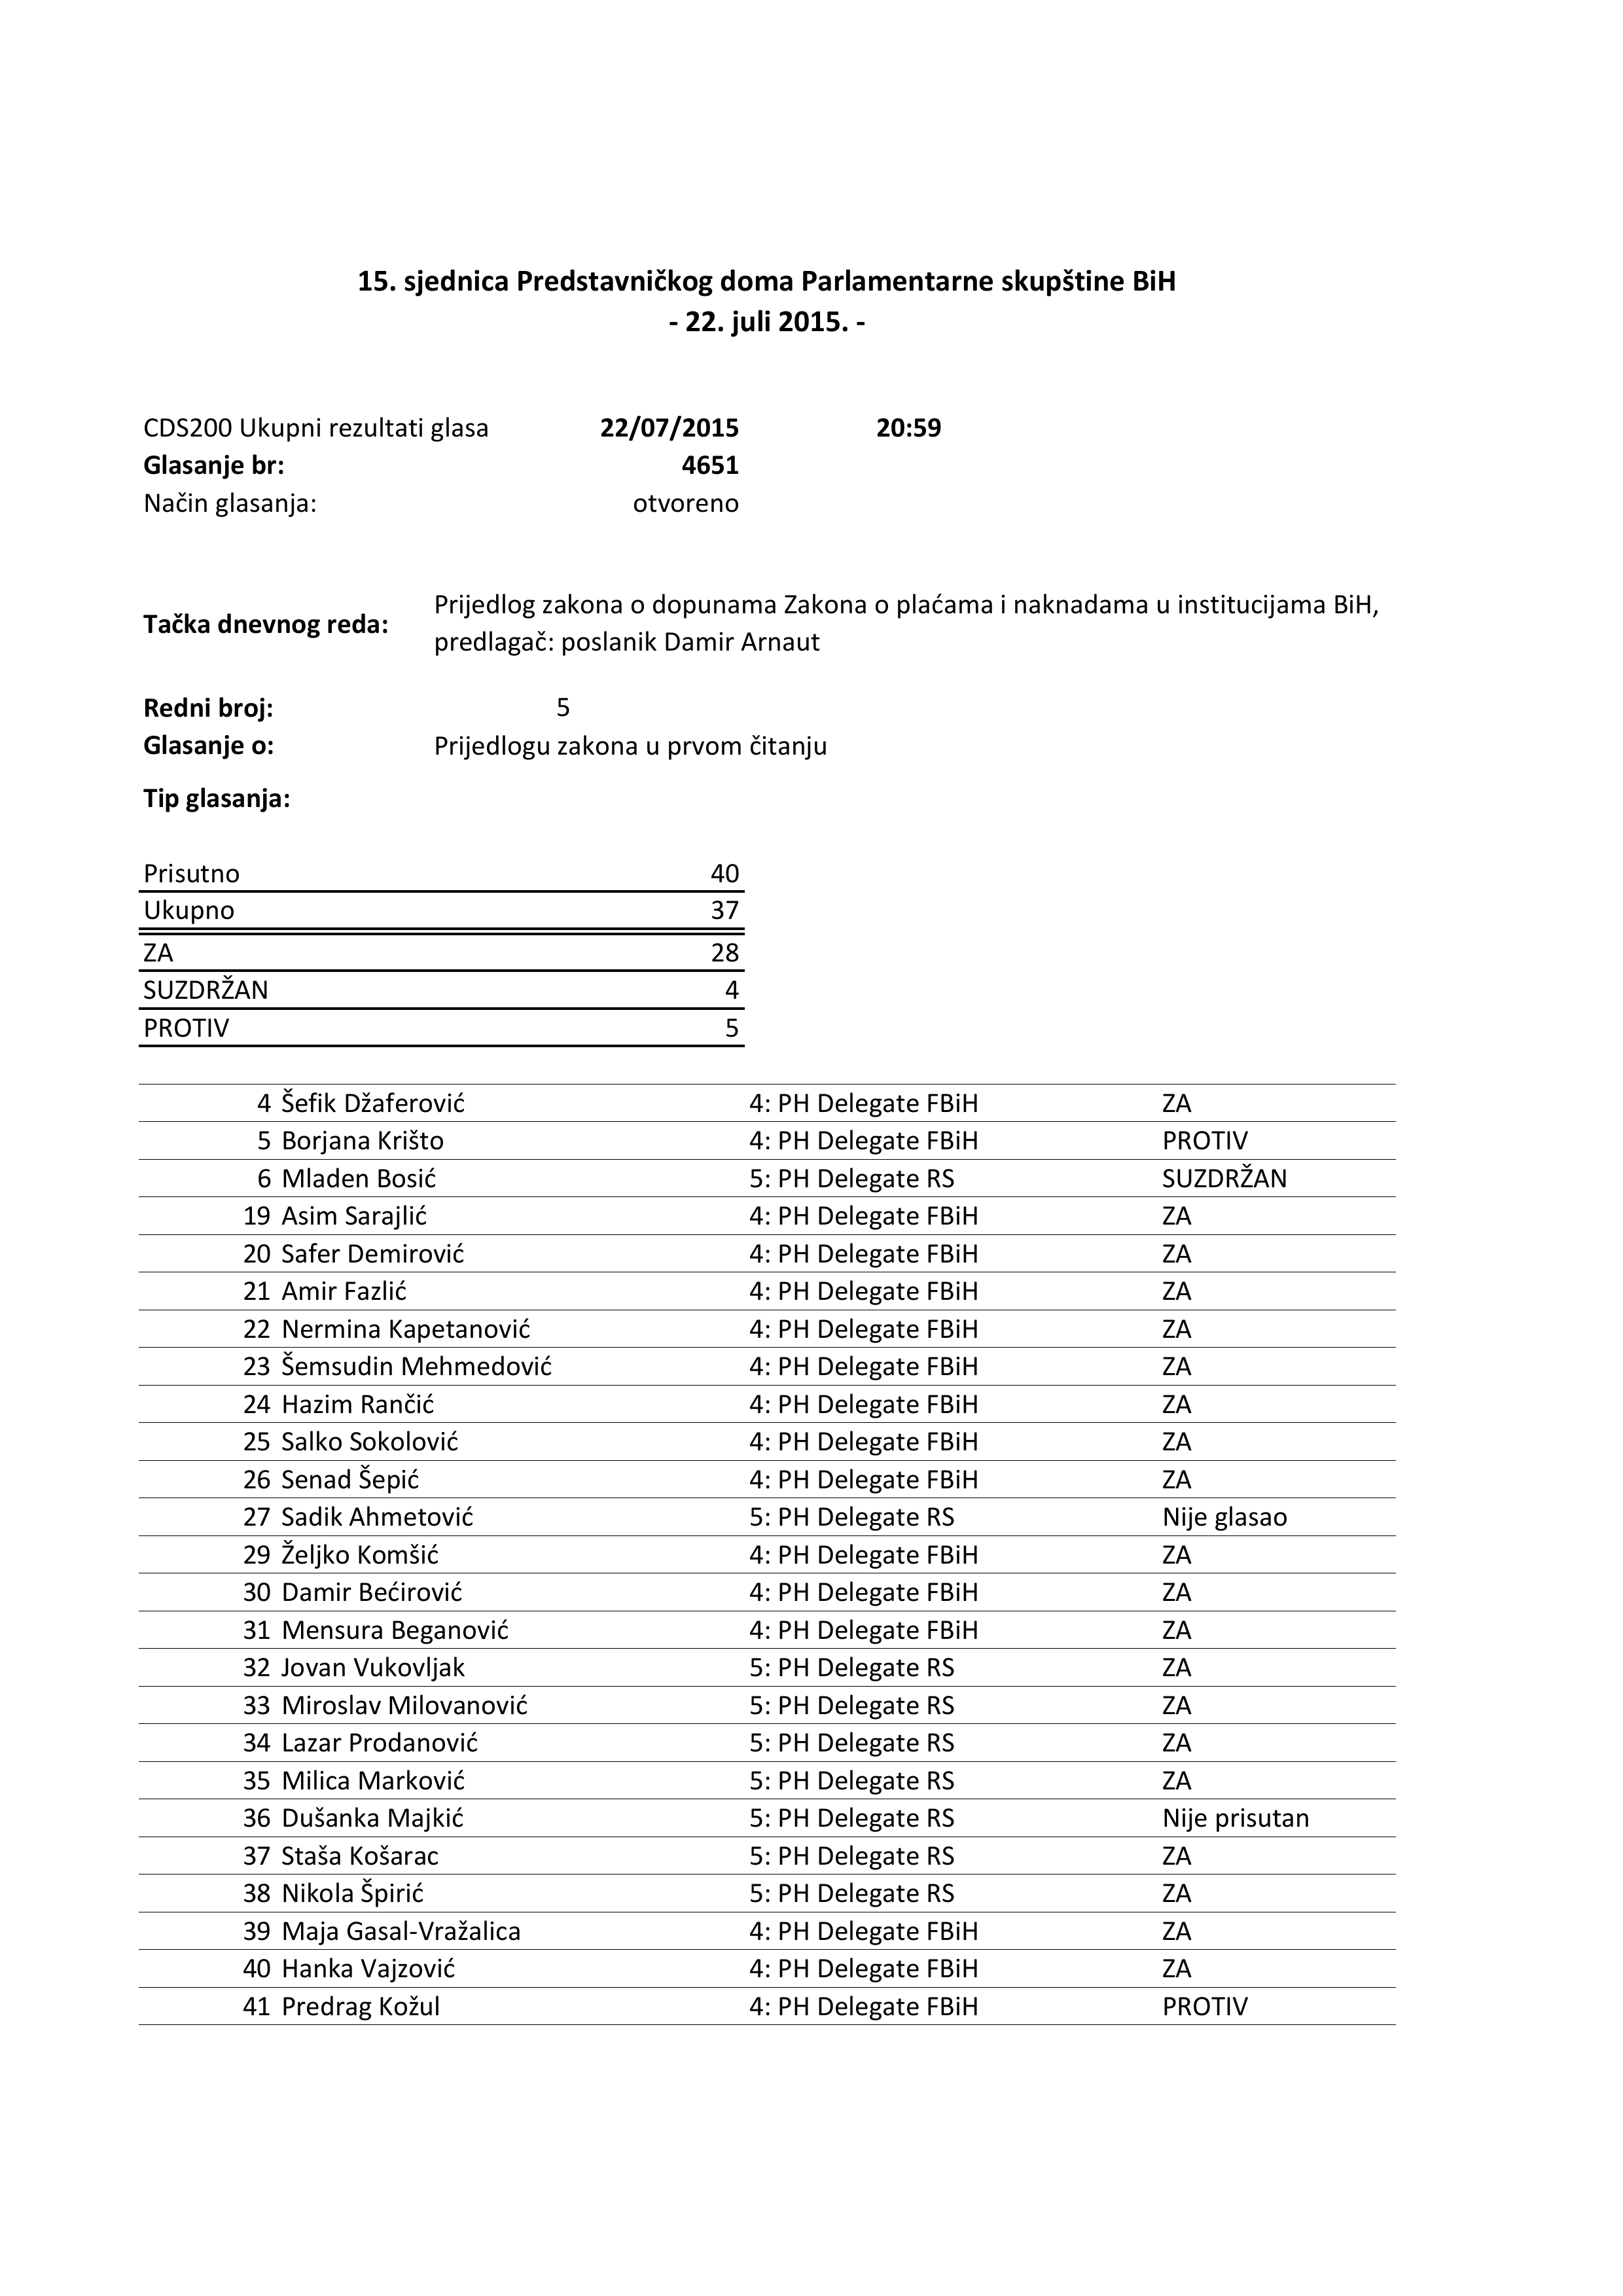 15. sjednica Predstavničkog doma Parlamentarne skupštine BiH
- 22. juli 2015. -
CDS200 Ukupni rezultati glasa 22/07/2015 20:59
Glasanje br: 4651
Način glasanja: otvoreno
Tačka dnevnog reda: Prijedlog zakona o dopunama Zakona o plaćama i naknadama u institucijama BiH,
predlagač: poslanik Damir Arnaut
Redni broj: 5
Glasanje o: Prijedlogu zakona u prvom čitanju
Tip glasanja:
Prisutno 40
Ukupno 37
ZA 28
SUZDRŽAN 4
PROTIV 5
4 Šefik Džaferović 4: PH Delegate FBiH ZA
5 Borjana Krišto 4: PH Delegate FBiH PROTIV
6 Mladen Bosić 5: PH Delegate RS SUZDRŽAN
19 Asim Sarajlić 4: PH Delegate FBiH ZA
20 Safer Demirović 4: PH Delegate FBiH ZA
21 Amir Fazlić 4: PH Delegate FBiH ZA
22 Nermina Kapetanović 4: PH Delegate FBiH ZA
23 Šemsudin Mehmedović 4: PH Delegate FBiH ZA
24 Hazim Rančić 4: PH Delegate FBiH ZA
25 Salko Sokolović 4: PH Delegate FBiH ZA
26 Senad Šepić 4: PH Delegate FBiH ZA
27 Sadik Ahmetović 5: PH Delegate RS Nije glasao
29 Željko Komšić 4: PH Delegate FBiH ZA
30 Damir Bećirović 4: PH Delegate FBiH ZA
31 Mensura Beganović 4: PH Delegate FBiH ZA
32 Jovan Vukovljak 5: PH Delegate RS ZA
33 Miroslav Milovanović 5: PH Delegate RS ZA
34 Lazar Prodanović 5: PH Delegate RS ZA
35 Milica Marković 5: PH Delegate RS ZA
36 Dušanka Majkić 5: PH Delegate RS Nije prisutan
37 Staša Košarac 5: PH Delegate RS ZA
38 Nikola Špirić 5: PH Delegate RS ZA
39 Maja Gasal-Vražalica 4: PH Delegate FBiH ZA
40 Hanka Vajzović 4: PH Delegate FBiH ZA
41 Predrag Kožul 4: PH Delegate FBiH PROTIV